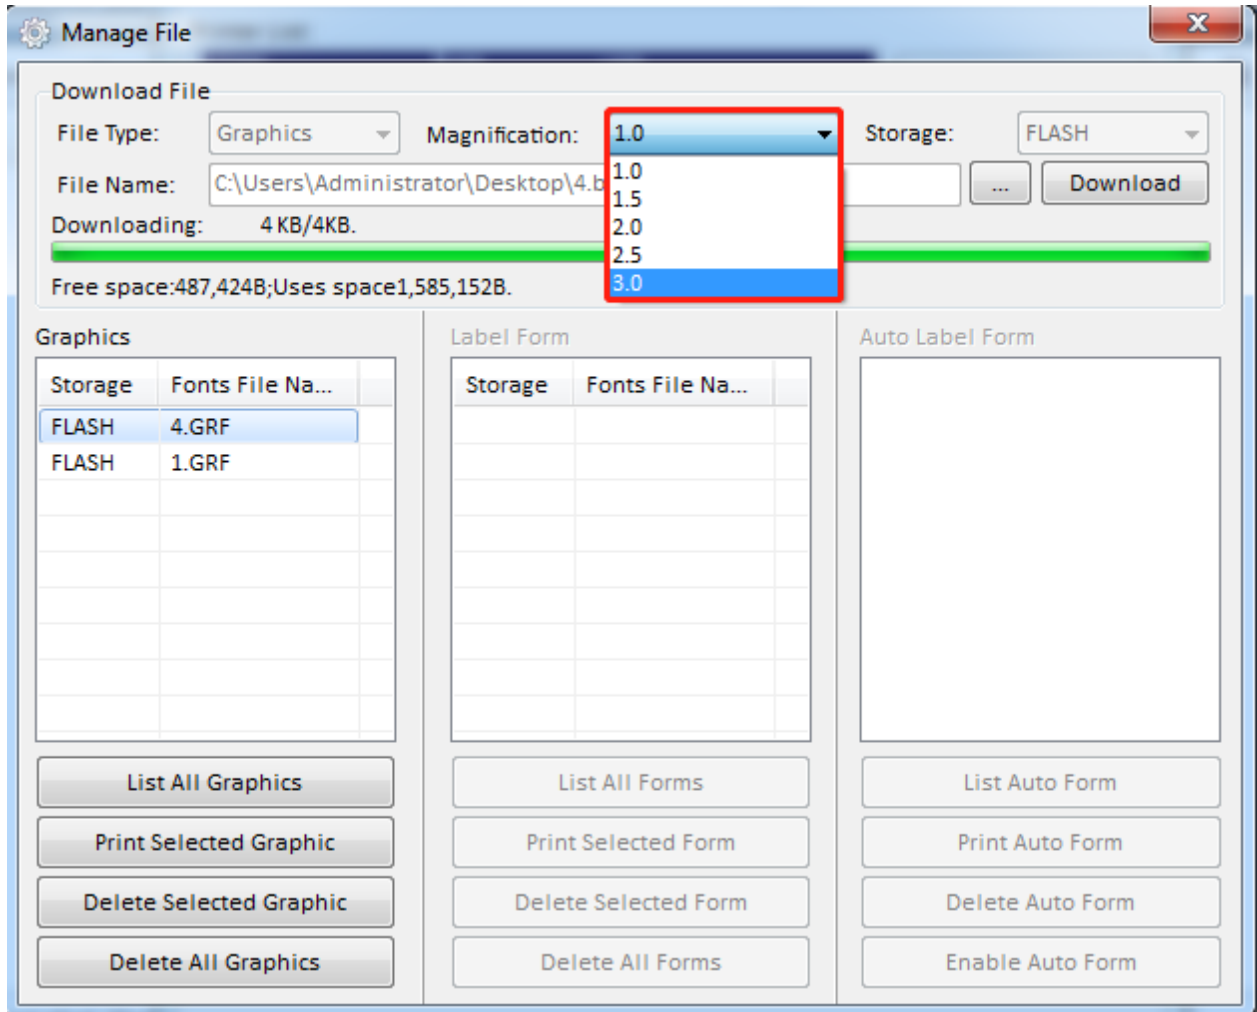 Manage File
Download File
File Type: Graphics Magnification: 1.0 Storage: FLASH
File Name: C:\Users\Administrator\Desktop\4.b ... Download
1.0
1.5
2.0
2.5
3.0
Downloading: 4 KB/4KB.
Free space:487,424B;Uses space1,585,152B.
Graphics
Storage Fonts File Na...
FLASH 4.GRF
FLASH 1.GRF
List All Graphics
Print Selected Graphic
Delete Selected Graphic
Delete All Graphics
Label Form
Storage Fonts File Na...
List All Forms
Print Selected Form
Delete Selected Form
Delete All Forms
Auto Label Form
List Auto Form
Print Auto Form
Delete Auto Form
Enable Auto Form